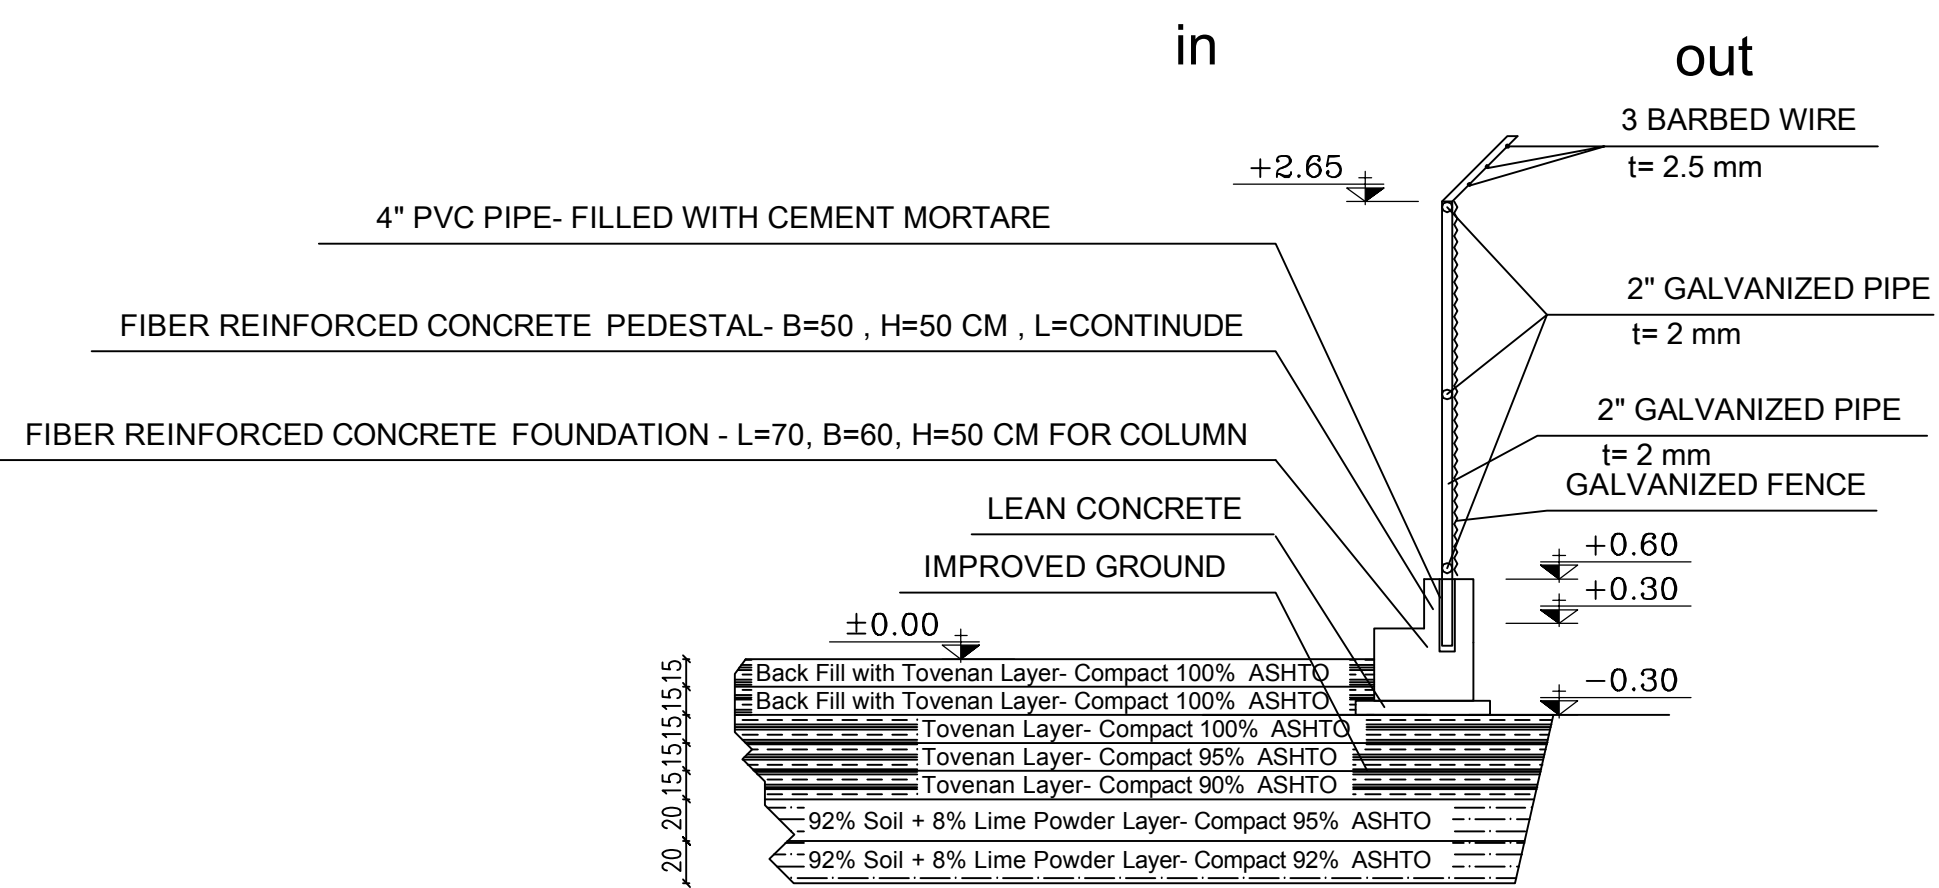 in
out
3 BARBED WIRE
t= 2.5 mm
+2.65
4" PVC PIPE- FILLED WITH CEMENT MORTARE
2" GALVANIZED PIPE
t= 2 mm
FIBER REINFORCED CONCRETE PEDESTAL- B=50 , H=50 CM , L=CONTINUDE
2" GALVANIZED PIPE
t= 2 mm
FIBER REINFORCED CONCRETE FOUNDATION - L=70, B=60, H=50 CM FOR COLUMN
GALVANIZED FENCE
LEAN CONCRETE
+0.60
IMPROVED GROUND
+0.30
±0.00
-0.30
15
Back Fill with Tovenan Layer- Compact 100% ASHTO
15
Back Fill with Tovenan Layer- Compact 100% ASHTO
15
Tovenan Layer- Compact 100% ASHTO
15
Tovenan Layer- Compact 95% ASHTO
15
Tovenan Layer- Compact 90% ASHTO
20
92% Soil + 8% Lime Powder Layer- Compact 95% ASHTO
20
92% Soil + 8% Lime Powder Layer- Compact 92% ASHTO